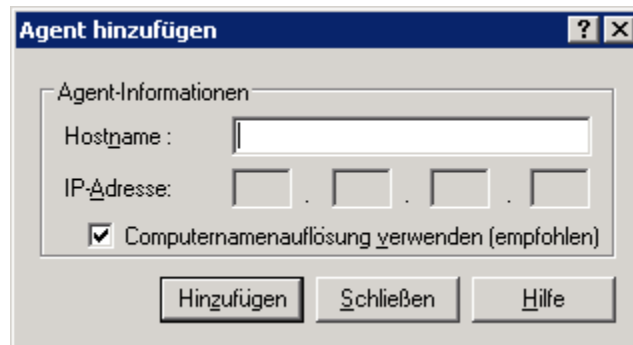 Agent hinzufügen
Agent-Informationen
Hostname :
IP-Adresse: . . .
Computernamenauflösung verwenden (empfohlen)
Hinzufügen Schließen Hilfe